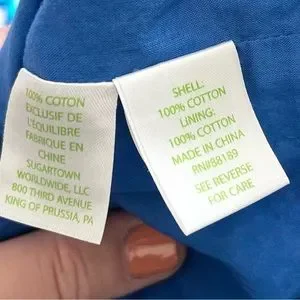 100% COTON
EXCLUSIF DE
L'EQUILIBRE
FABRIQUE EN
CHINE
SUGARTOWN
WORLDWIDE, LLC
800 THIRD AVENUE
KING OF PRUSSIA, PA
SHELL:
100% COTTON
LINING:
100% COTTON
MADE IN CHINA
RN#88189
SEE REVERSE
FOR CARE